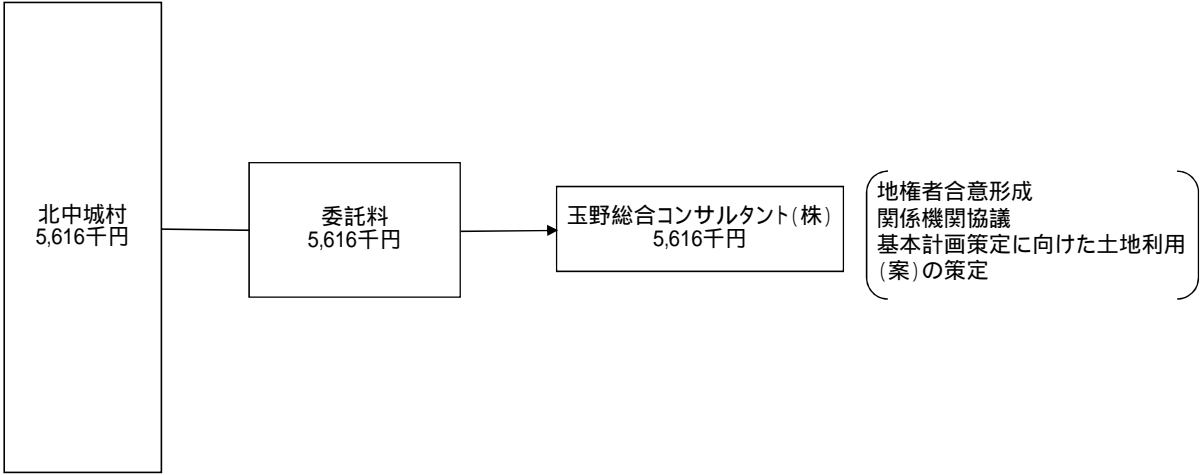 北中城村
5,616千円
委託料
5,616千円
玉野総合コンサルタント(株)
5,616千円
地権者合意形成
関係機関協議
基本計画策定に向けた土地利用
(案)の策定